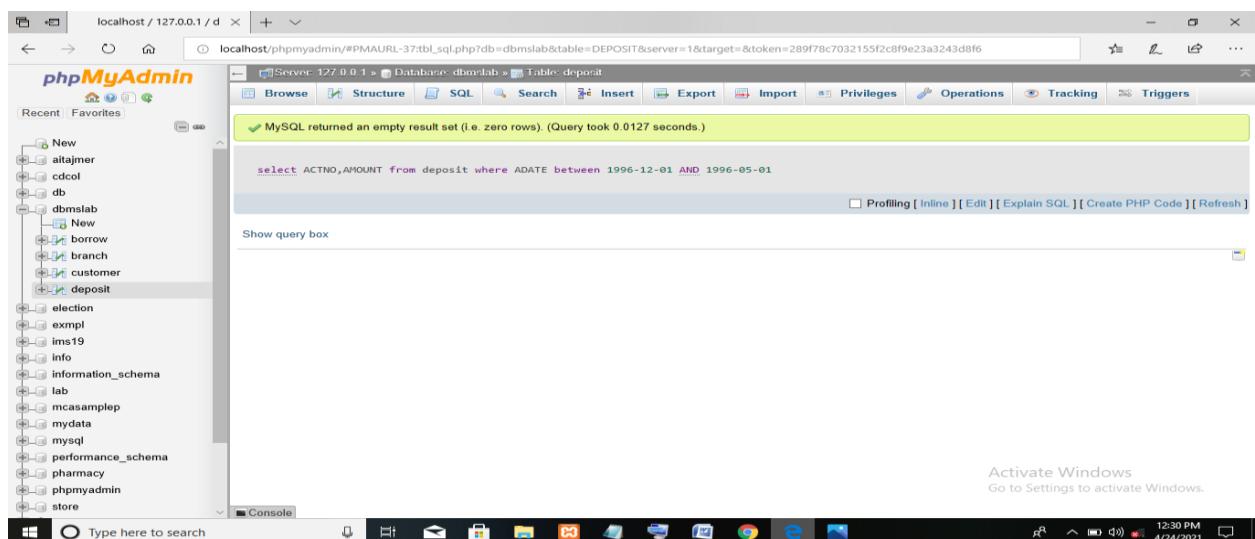 localhost / 127.0.0.1 / d
localhost/phpmyadmin/#PMAURL-37:tbl_sql.php?db=dbmslab&table=DEPOSIT&server=1&target=&token=289f78c7032155f2c8f9e23a3243d8f6
phpMyAdmin
Recent Favorites
New
aitajmer
cdcol
db
dbmslab
New
borrow
branch
customer
deposit
election
exmpl
ims19
info
information_schema
lab
mcasamplep
mydata
mysql
performance_schema
pharmacy
phpmyadmin
store
Server: 127.0.0.1 » Database: dbmslab » Table: deposit
Browse Structure SQL Search Insert Export Import Privileges Operations Tracking Triggers
MySQL returned an empty result set (i.e. zero rows). (Query took 0.0127 seconds.)
select ACTNO,AMOUNT from deposit where ADATE between 1996-12-01 AND 1996-05-01
Profiling [ Inline ] [ Edit ] [ Explain SQL ] [ Create PHP Code ] [ Refresh ]
Show query box
Console
Activate Windows
Go to Settings to activate Windows.
Type here to search
12:30 PM
4/24/2021